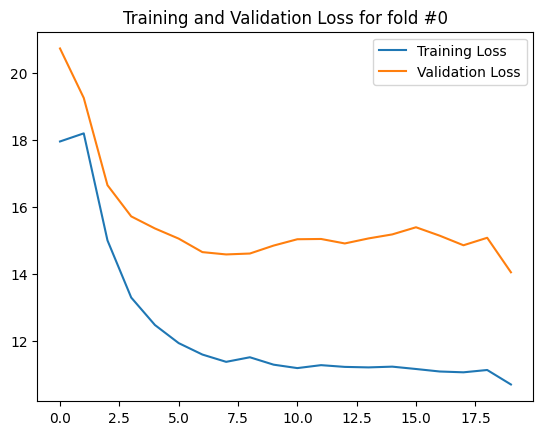 Training and Validation Loss for fold #0
Training Loss
Validation Loss
20
18
16
14
12
0.0 2.5 5.0 7.5 10.0 12.5 15.0 17.5